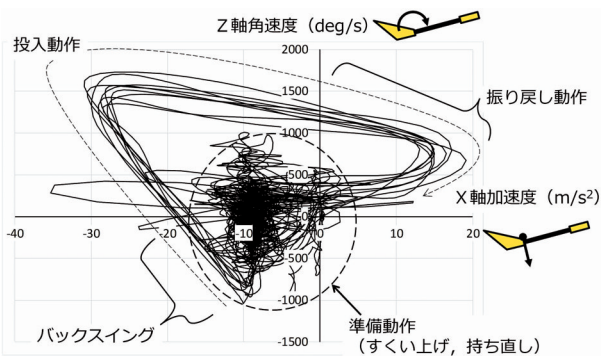 Z軸角速度（deg/s）
投入動作
2000
1500
振り戻し動作
1000
500
X軸加速度（m/s²）
0
-40
-30
-20
-10
0
10
20
-500
-1000
バックスイング
準備動作
（すくい上げ，持ち直し）
-1500